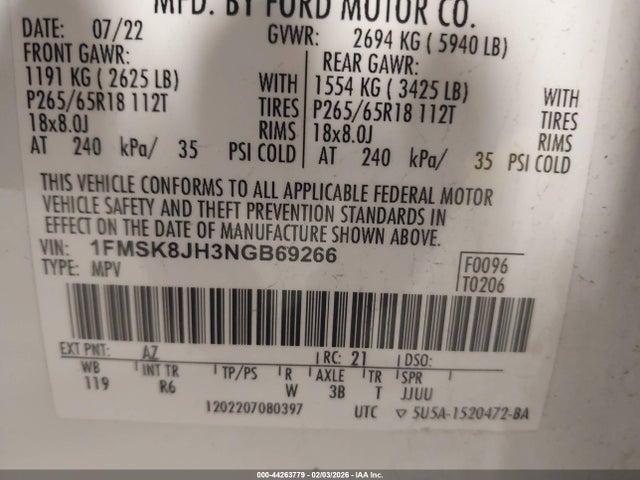 MFD. BY FORD MOTOR CO.
DATE: 07/22 GVWR: 2694 KG ( 5940 LB)
FRONT GAWR: REAR GAWR:
1191 KG ( 2625 LB) WITH 1554 KG ( 3425 LB) WITH
P265/65R18 112T TIRES P265/65R18 112T TIRES
18x8.0J RIMS 18x8.0J RIMS
AT 240 kPa/ 35 PSI COLD AT 240 kPa/ 35 PSI COLD
THIS VEHICLE CONFORMS TO ALL APPLICABLE FEDERAL MOTOR
VEHICLE SAFETY AND THEFT PREVENTION STANDARDS IN
EFFECT ON THE DATE OF MANUFACTURE SHOWN ABOVE.
VIN: 1FMSK8JH3NGB69266
TYPE: MPV
F0096
T0206
EXT PNT: AZ RC: 21 DSO:
WB INT TR TP/PS R AXLE TR SPR
119 R6 W 3B T JJUU
1202207080397 UTC ▽ 5U5A-1520472-BA
000-44263779 - 02/03/2026 - IAA Inc.